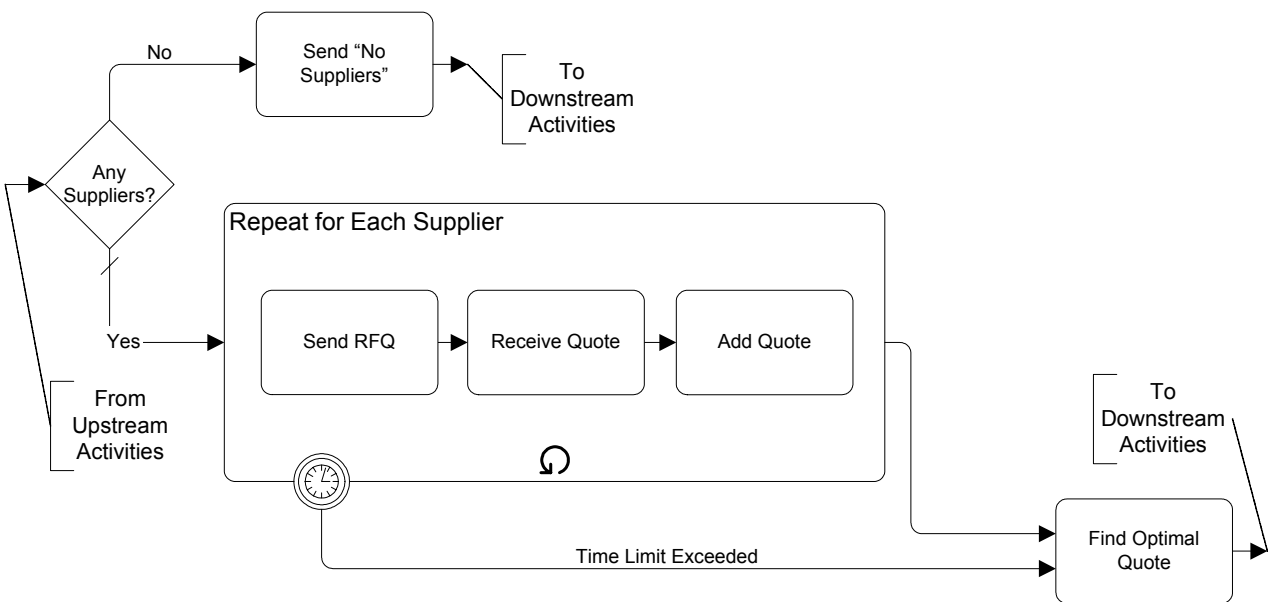 No
Send “No
Suppliers”
To
Downstream
Activities
Any
Suppliers?
Repeat for Each Supplier
Yes
Send RFQ
Receive Quote
Add Quote
From
Upstream
Activities
To
Downstream
Activities
Time Limit Exceeded
Find Optimal
Quote